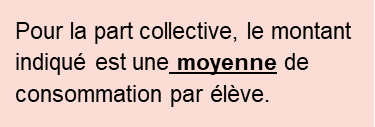 Pour la part collective, le montant
indiqué est une moyenne de
consommation par élève.